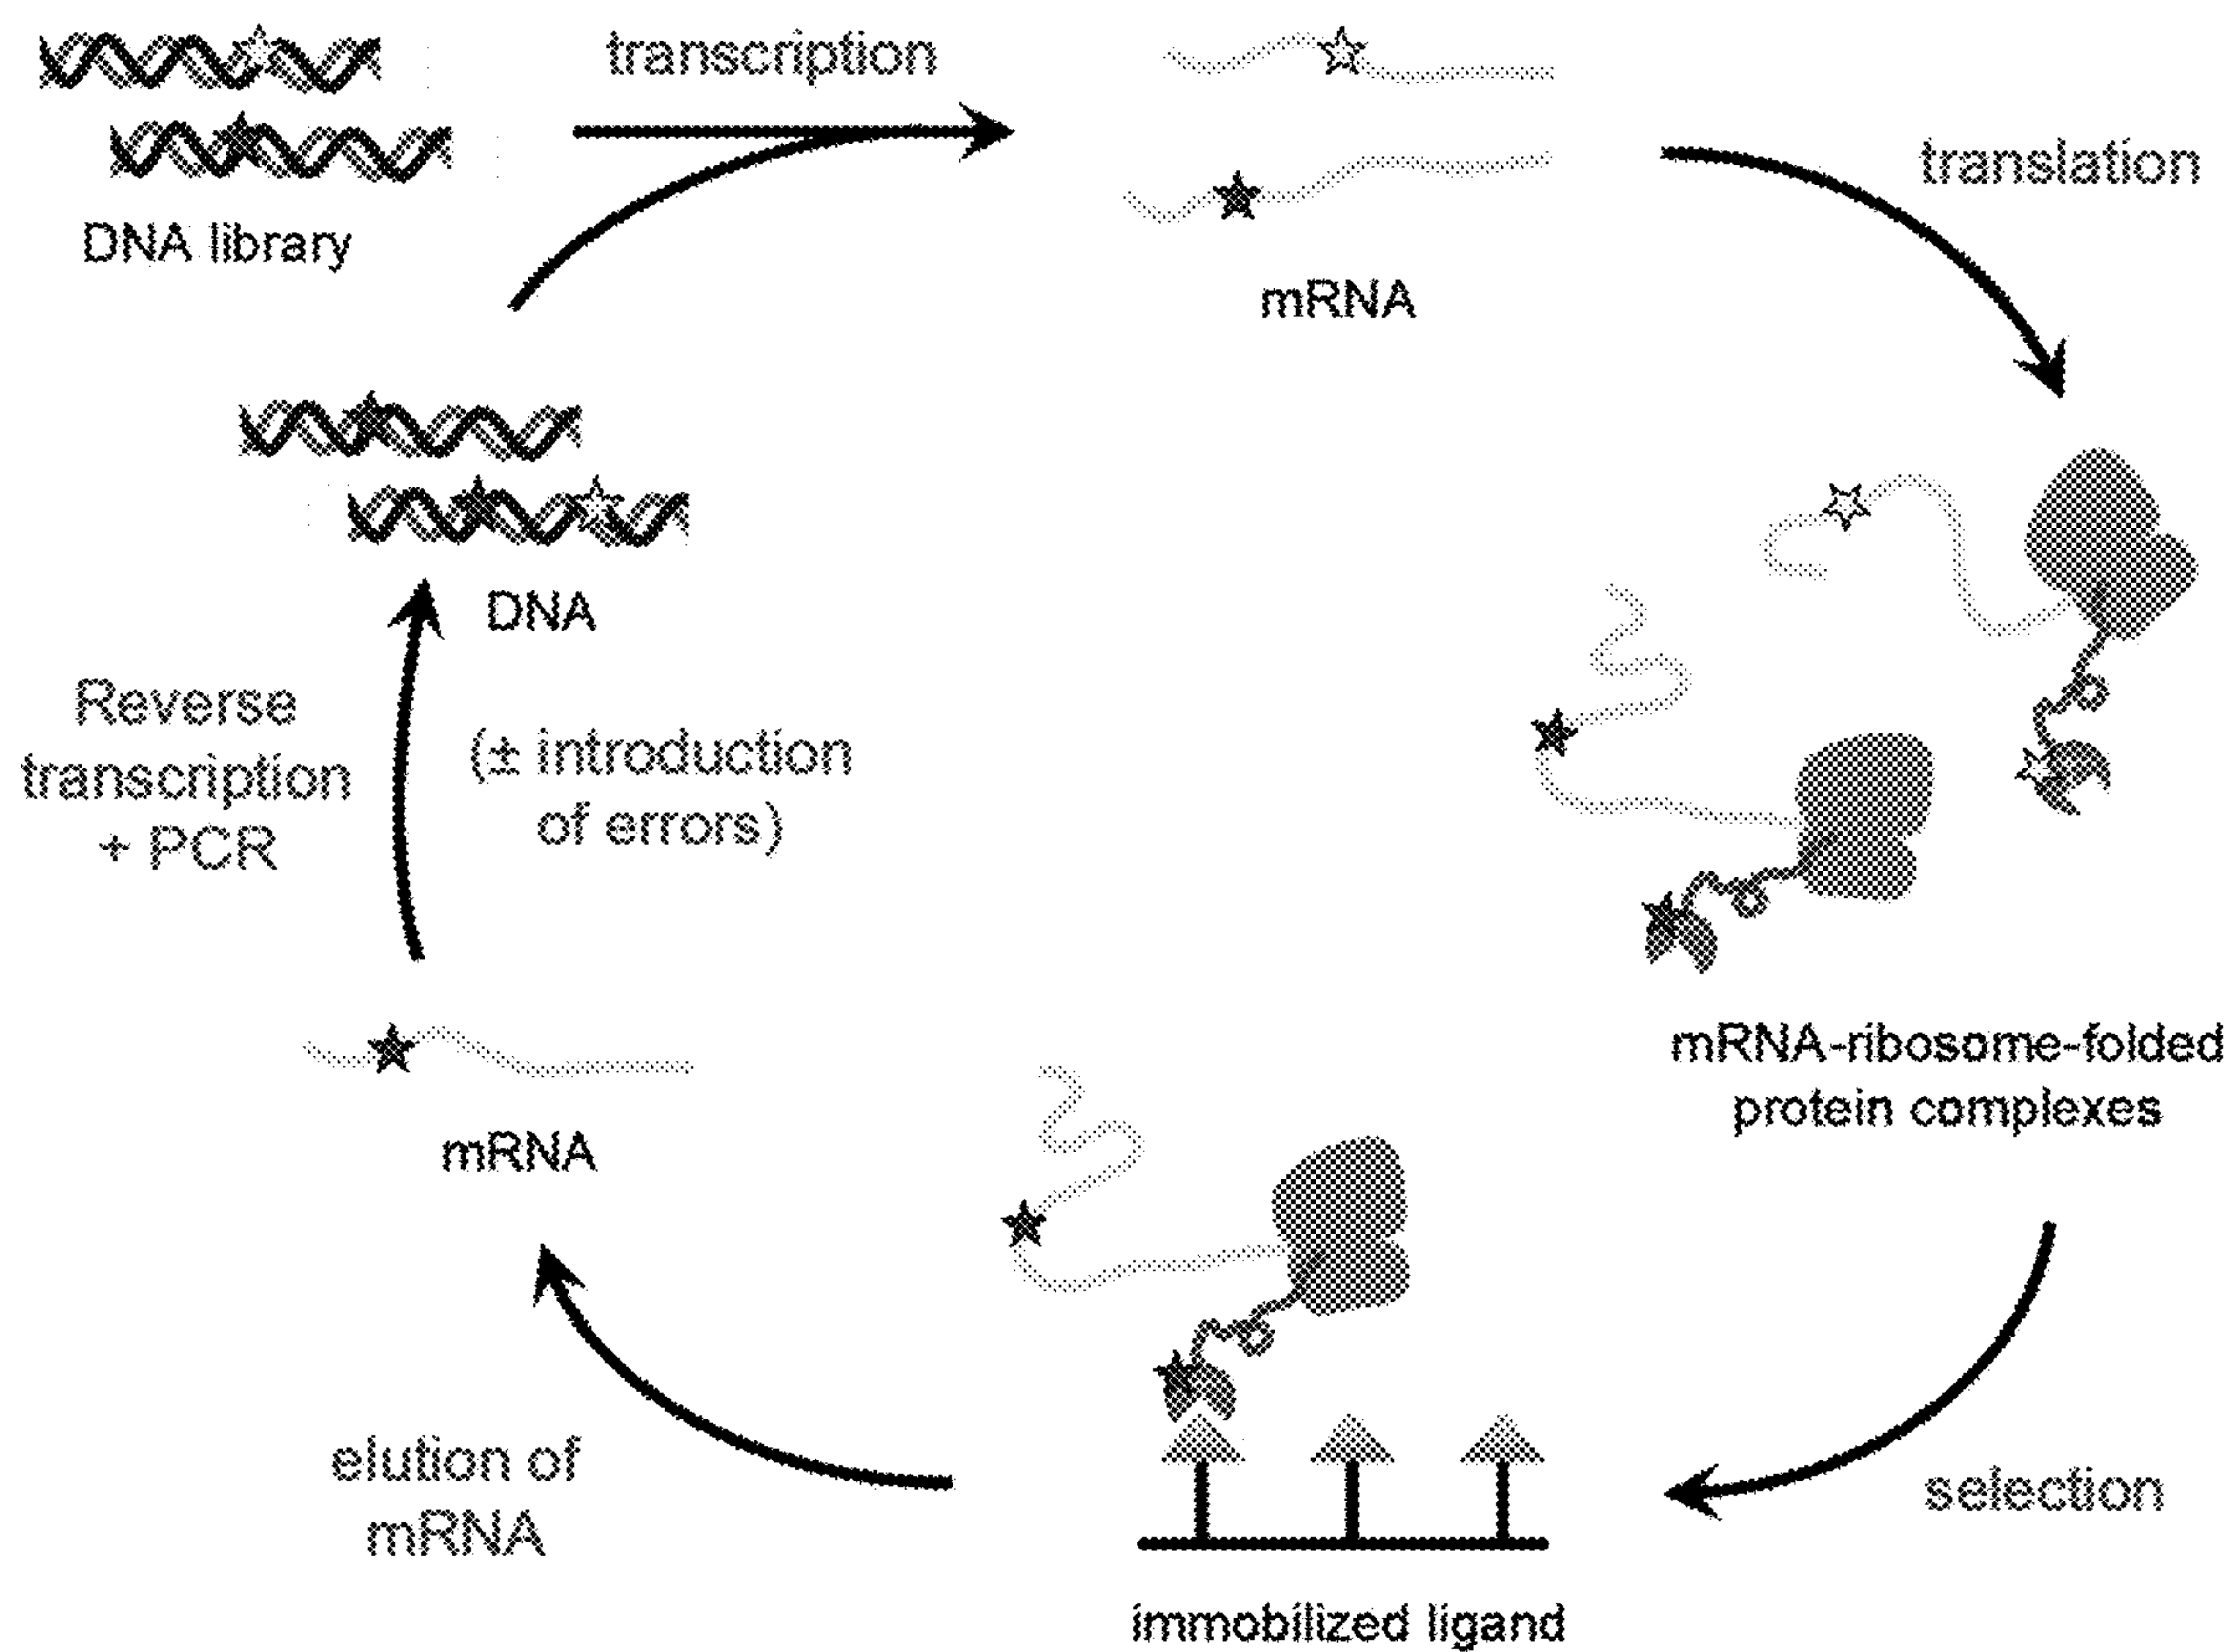 transcription
translation
DNA library
mRNA
DNA
Reverse
transcription
+ PCR
(± introduction
of errors)
mRNA-ribosome-folded
protein complexes
mRNA
elution of
mRNA
selection
immobilized ligand